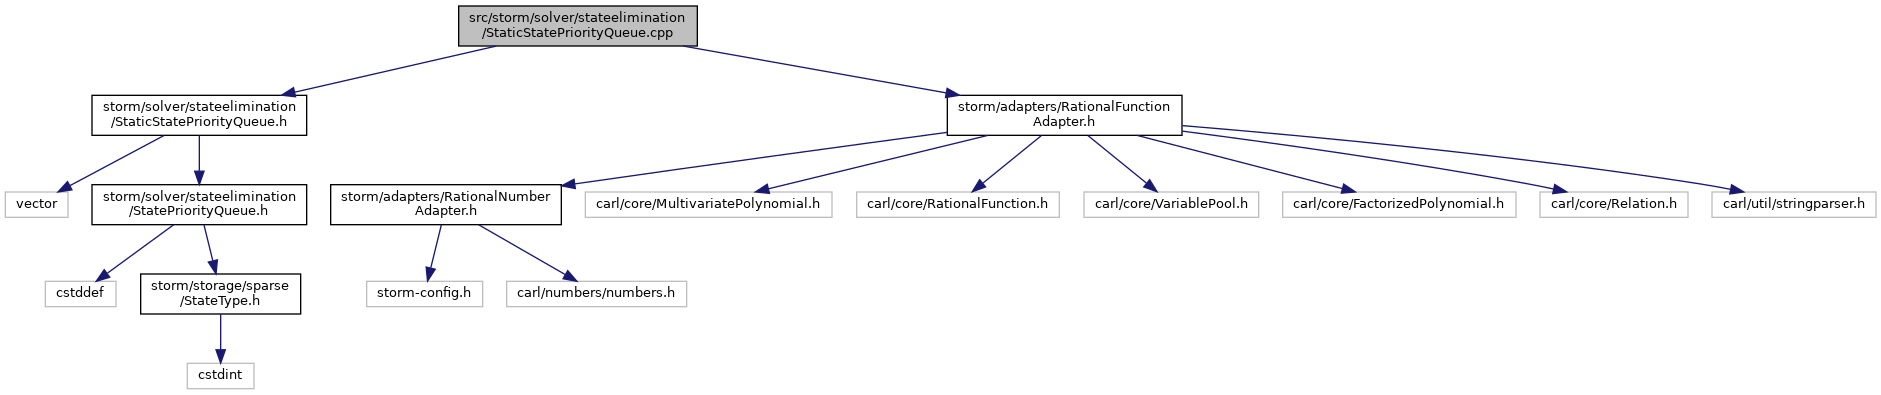 src/storm/solver/stateelimination
/StaticStatePriorityQueue.cpp
storm/solver/stateelimination
/StaticStatePriorityQueue.h
storm/adapters/RationalFunction
Adapter.h
vector
storm/solver/stateelimination
/StatePriorityQueue.h
storm/adapters/RationalNumber
Adapter.h
carl/core/MultivariatePolynomial.h
carl/core/RationalFunction.h
carl/core/VariablePool.h
carl/core/FactorizedPolynomial.h
carl/core/Relation.h
carl/util/stringparser.h
cstddef
storm/storage/sparse
/StateType.h
storm-config.h
carl/numbers/numbers.h
cstdint